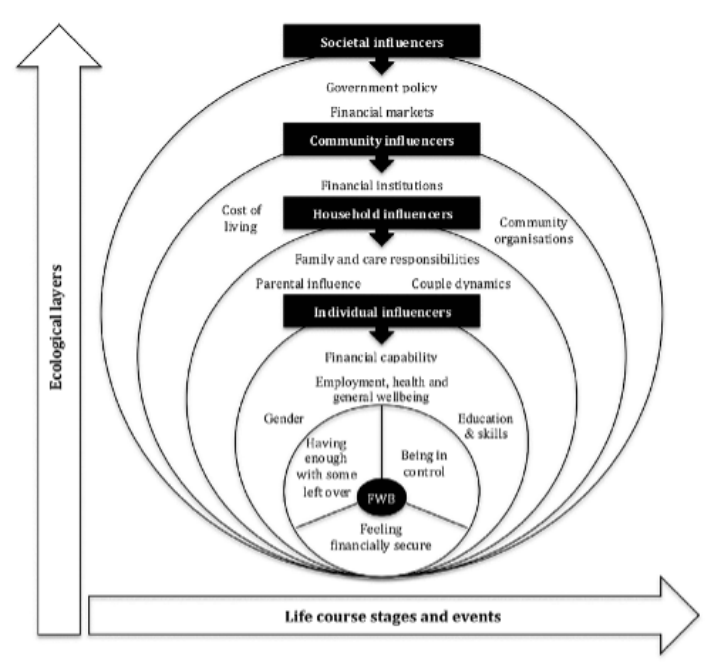 Societal influencers
Government policy
Financial markets
Community influencers
Financial institutions
Cost of
living
Household influencers
Community
organisations
Family and care responsibilities
Parental influence
Couple dynamics
Individual influencers
Financial capability
Employment, health and
general wellbeing
Gender
Education
& skills
Having
enough
with some
left over
Being in
control
FWB
Feeling
financially secure
Ecological layers
Life course stages and events